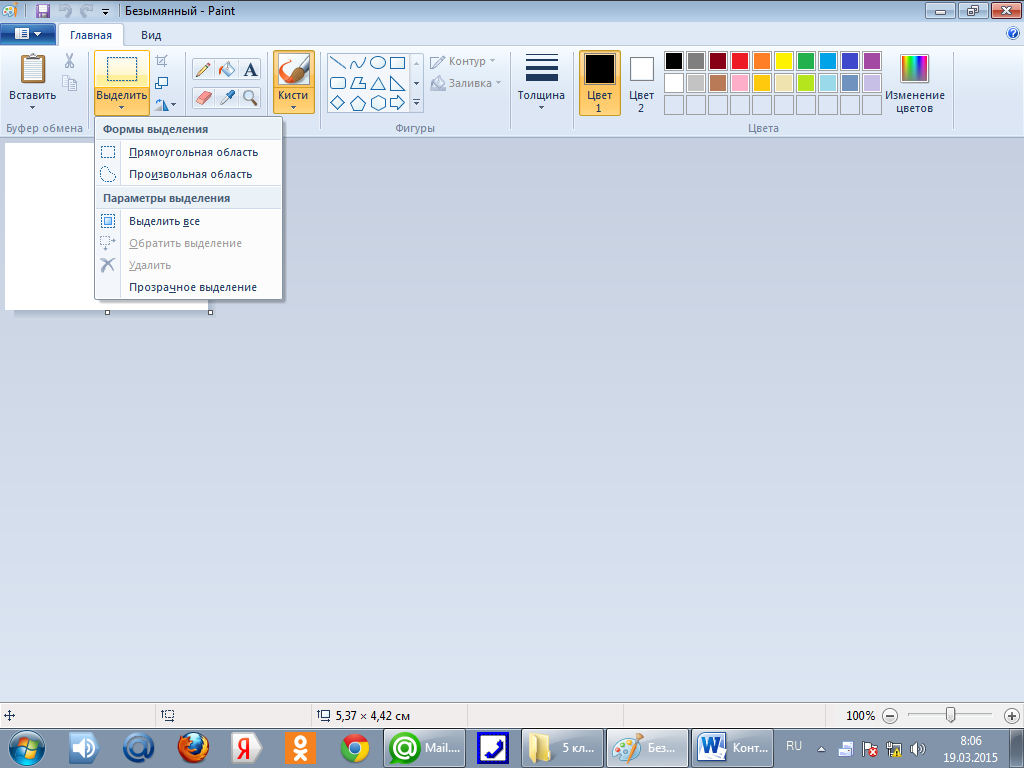 Безымянный - Paint
Главная Вид
Вставить
Выделить
Кисти
Контур
Заливка
Толщина
Цвет 1
Цвет 2
Изменение цветов
Буфер обмена
Фигуры
Цвета
Формы выделения
Прямоугольная область
Произвольная область
Параметры выделения
Выделить все
Обратить выделение
Удалить
Прозрачное выделение
5,37 × 4,42 см
100%
Mail....
5 кл...
Без...
Конт...
RU
8:06
19.03.2015